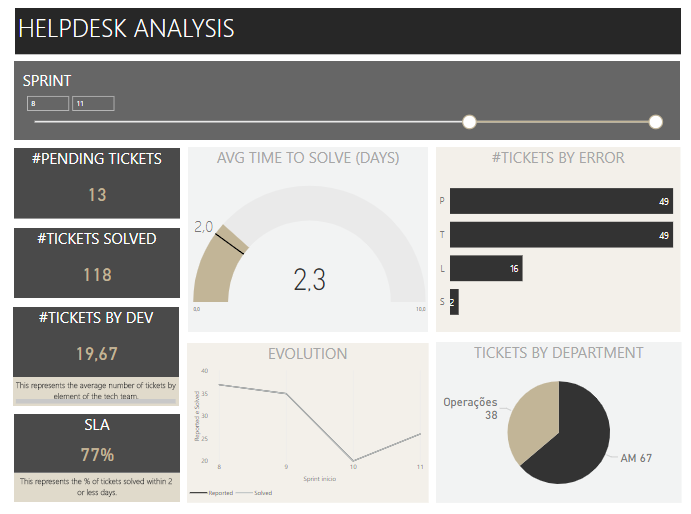 HELPDESK ANALYSIS
SPRINT
8 11
#PENDING TICKETS
13
#TICKETS SOLVED
118
#TICKETS BY DEV
19,67
This represents the average number of tickets by
element of the tech team.
SLA
77%
This represents the % of tickets solved within 2
or less days.
AVG TIME TO SOLVE (DAYS)
2,0
2,3
0,0 10,0
#TICKETS BY ERROR
P 49
T 49
L 16
S 2
EVOLUTION
Reported e Solved
40
35
30
25
20
8 9 10 11
Sprint inicio
Reported Solved
TICKETS BY DEPARTMENT
Operações
38
AM 67